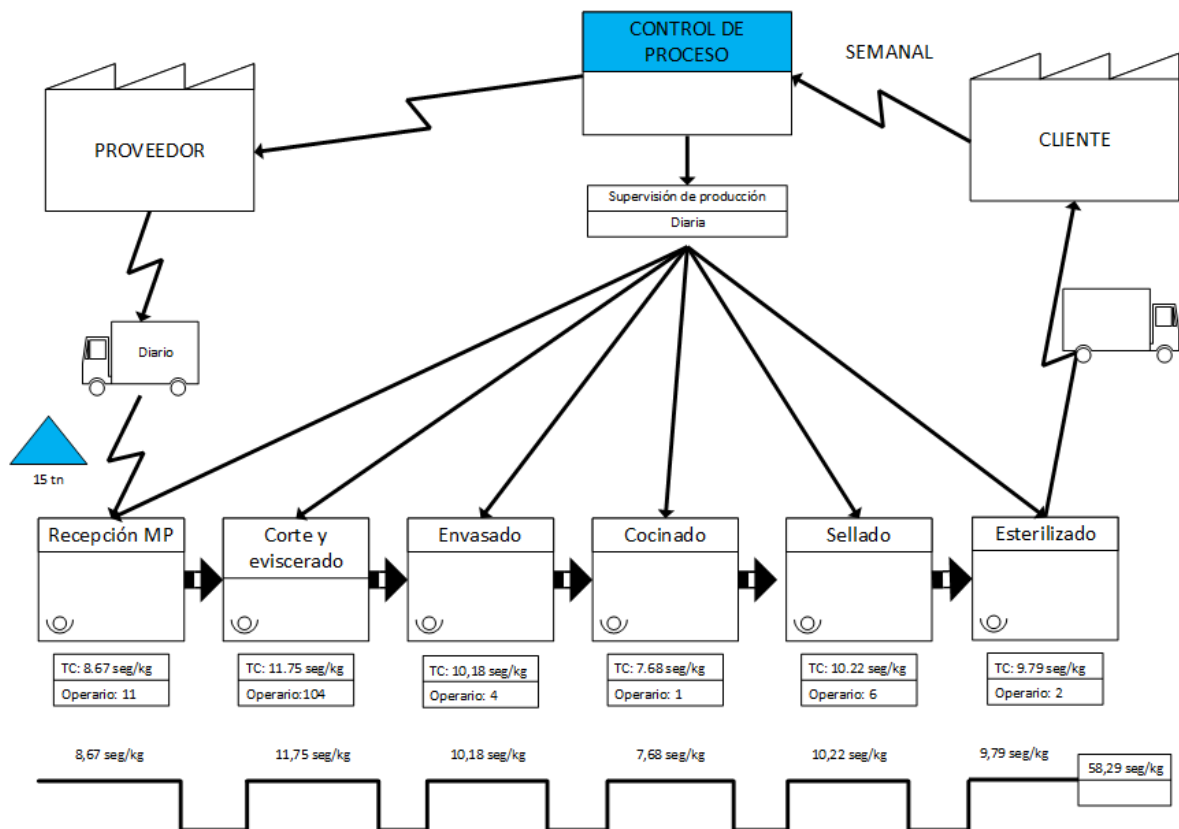 CONTROL DE
PROCESO
SEMANAL
PROVEEDOR
CLIENTE
Supervisión de producción
Diaria
Diario
15 tn
Recepción MP
Corte y
eviscerado
Envasado
Cocinado
Sellado
Esterilizado
TC: 8.67 seg/kg
Operario: 11
TC: 11.75 seg/kg
Operario:104
TC: 10,18 seg/kg
Operario: 4
TC: 7.68 seg/kg
Operario: 1
TC: 10.22 seg/kg
Operario: 6
TC: 9.79 seg/kg
Operario: 2
8,67 seg/kg
11,75 seg/kg
10,18 seg/kg
7,68 seg/kg
10,22 seg/kg
9,79 seg/kg
58,29 seg/kg